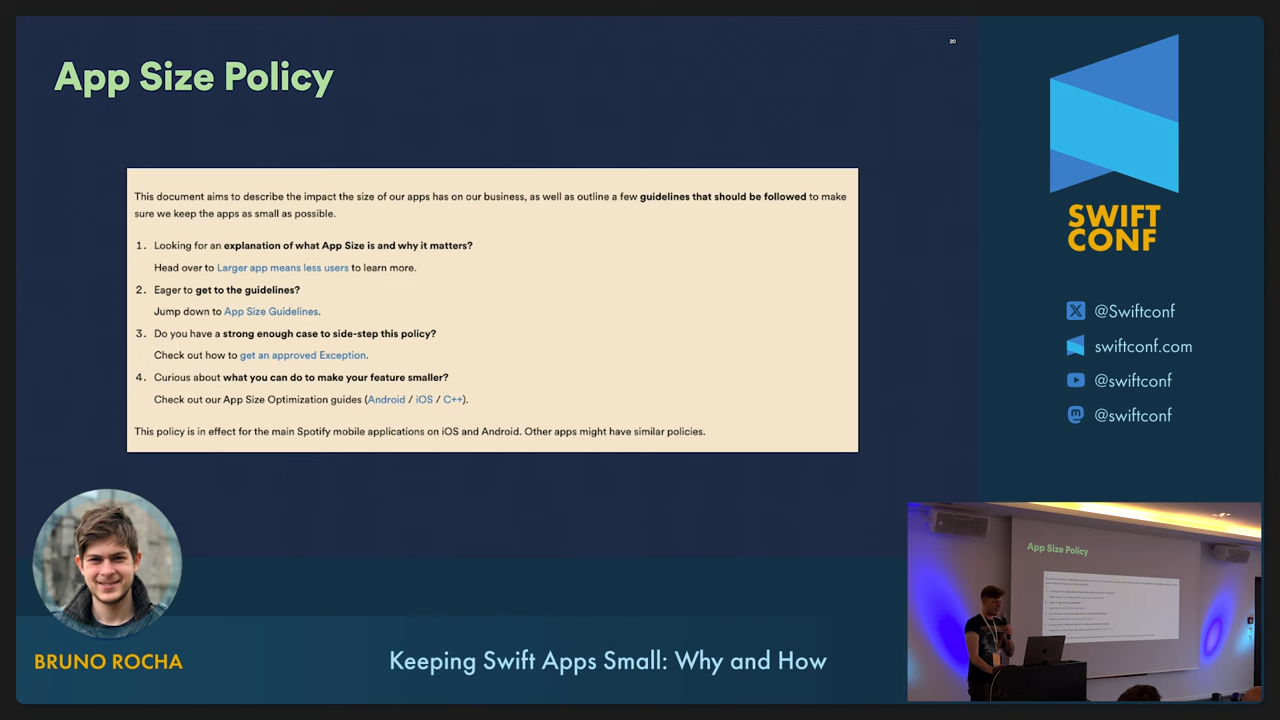 App Size Policy
This document aims to describe the impact the size of our apps has on our business, as well as outline a few guidelines that should be followed to make
sure we keep the apps as small as possible.
1. Looking for an explanation of what App Size is and why it matters?
Head over to Larger app means less users to learn more.
2. Eager to get to the guidelines?
Jump down to App Size Guidelines.
3. Do you have a strong enough case to side-step this policy?
Check out how to get an approved Exception.
4. Curious about what you can do to make your feature smaller?
Check out our App Size Optimization guides (Android / iOS / C++).
This policy is in effect for the main Spotify mobile applications on iOS and Android. Other apps might have similar policies.
SWIFT
CONF
@Swiftconf
swiftconf.com
@swiftconf
@swiftconf
BRUNO ROCHA
Keeping Swift Apps Small: Why and How
App Size Policy